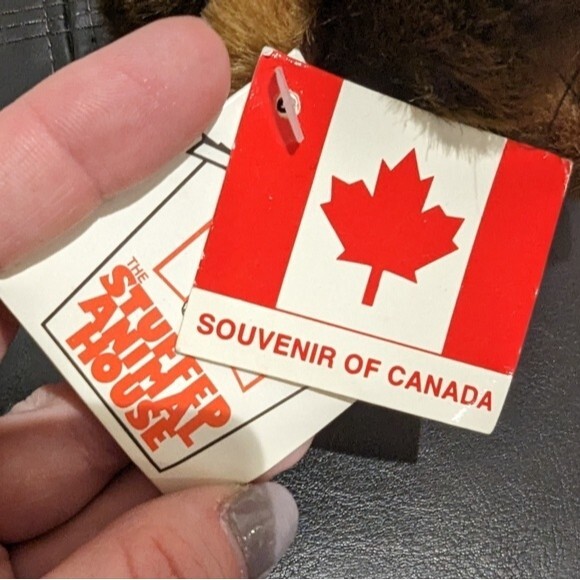 THE
STUFFED
ANIMAL
HOUSE
SOUVENIR OF CANADA